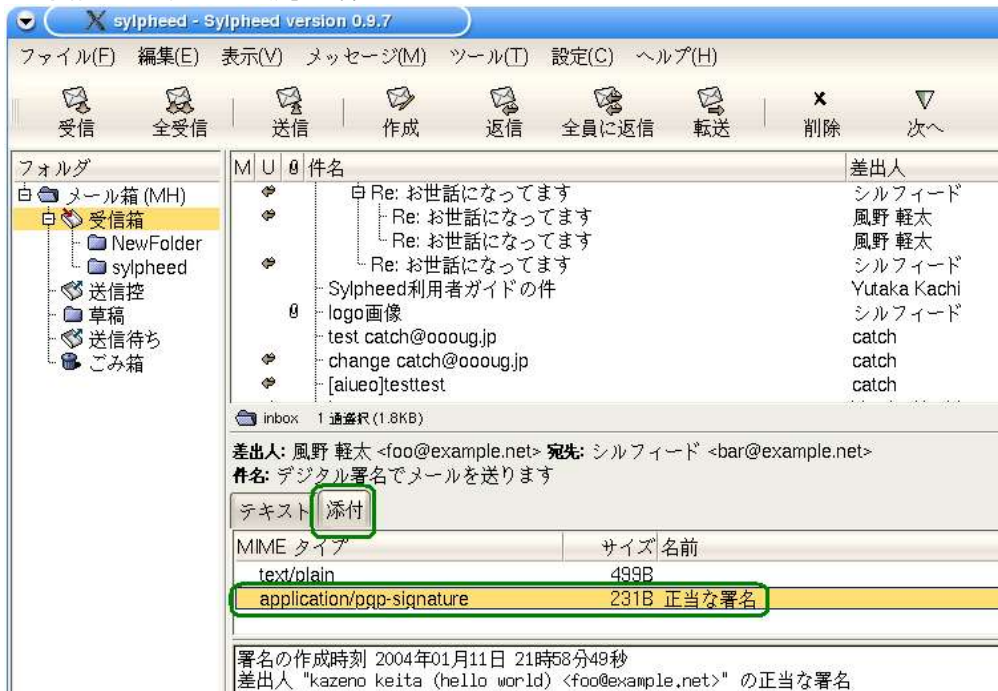 sylpheed - Sylpheed version 0.9.7
ファイル(F) 編集(E) 表示(V) メッセージ(M) ツール(T) 設定(C) ヘルプ(H)
受信 全受信 送信 作成 返信 全員に返信 転送 削除 次へ
フォルダ
メール箱 (MH)
受信箱
NewFolder
sylpheed
送信控
草稿
送信待ち
ごみ箱
M U 件名 差出人
Re: お世話になってます シルフィード
Re: お世話になってます 風野 軽太
Re: お世話になってます 風野 軽太
Re: お世話になってます シルフィード
Sylpheed利用者ガイドの件 Yutaka Kachi
logo画像 シルフィード
test catch@oooug.jp catch
change catch@oooug.jp catch
[aiueo]testtest catch
inbox 1 通選択 (1.8KB)
差出人: 風野 軽太 <foo@example.net> 宛先: シルフィード <bar@example.net>
件名: デジタル署名でメールを送ります
テキスト 添付
MIME タイプ サイズ 名前
text/plain 499B
application/pgp-signature 231B 正当な署名
署名の作成時刻 2004年01月11日 21時58分49秒
差出人 "kazeno keita (hello world) <foo@example.net>" の正当な署名